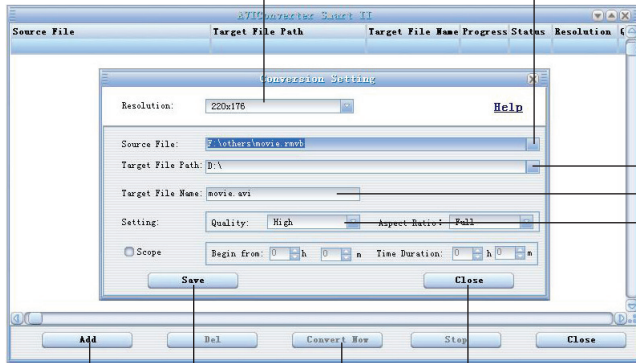 AVIConverter Smart II
Source File Target File Path Target File Name Progress Status Resolution
Conversion Setting
Resolution: 220x176 Help
Source File: F:\others\movie.rmvb
Target File Path: D:\
Target File Name: movie.avi
Setting: Quality: High Aspect Ratio: Full
Scope Begin from: 0 h 0 m Time Duration: 0 h 0 m
Save Close
Add Del Convert Now Stop Close